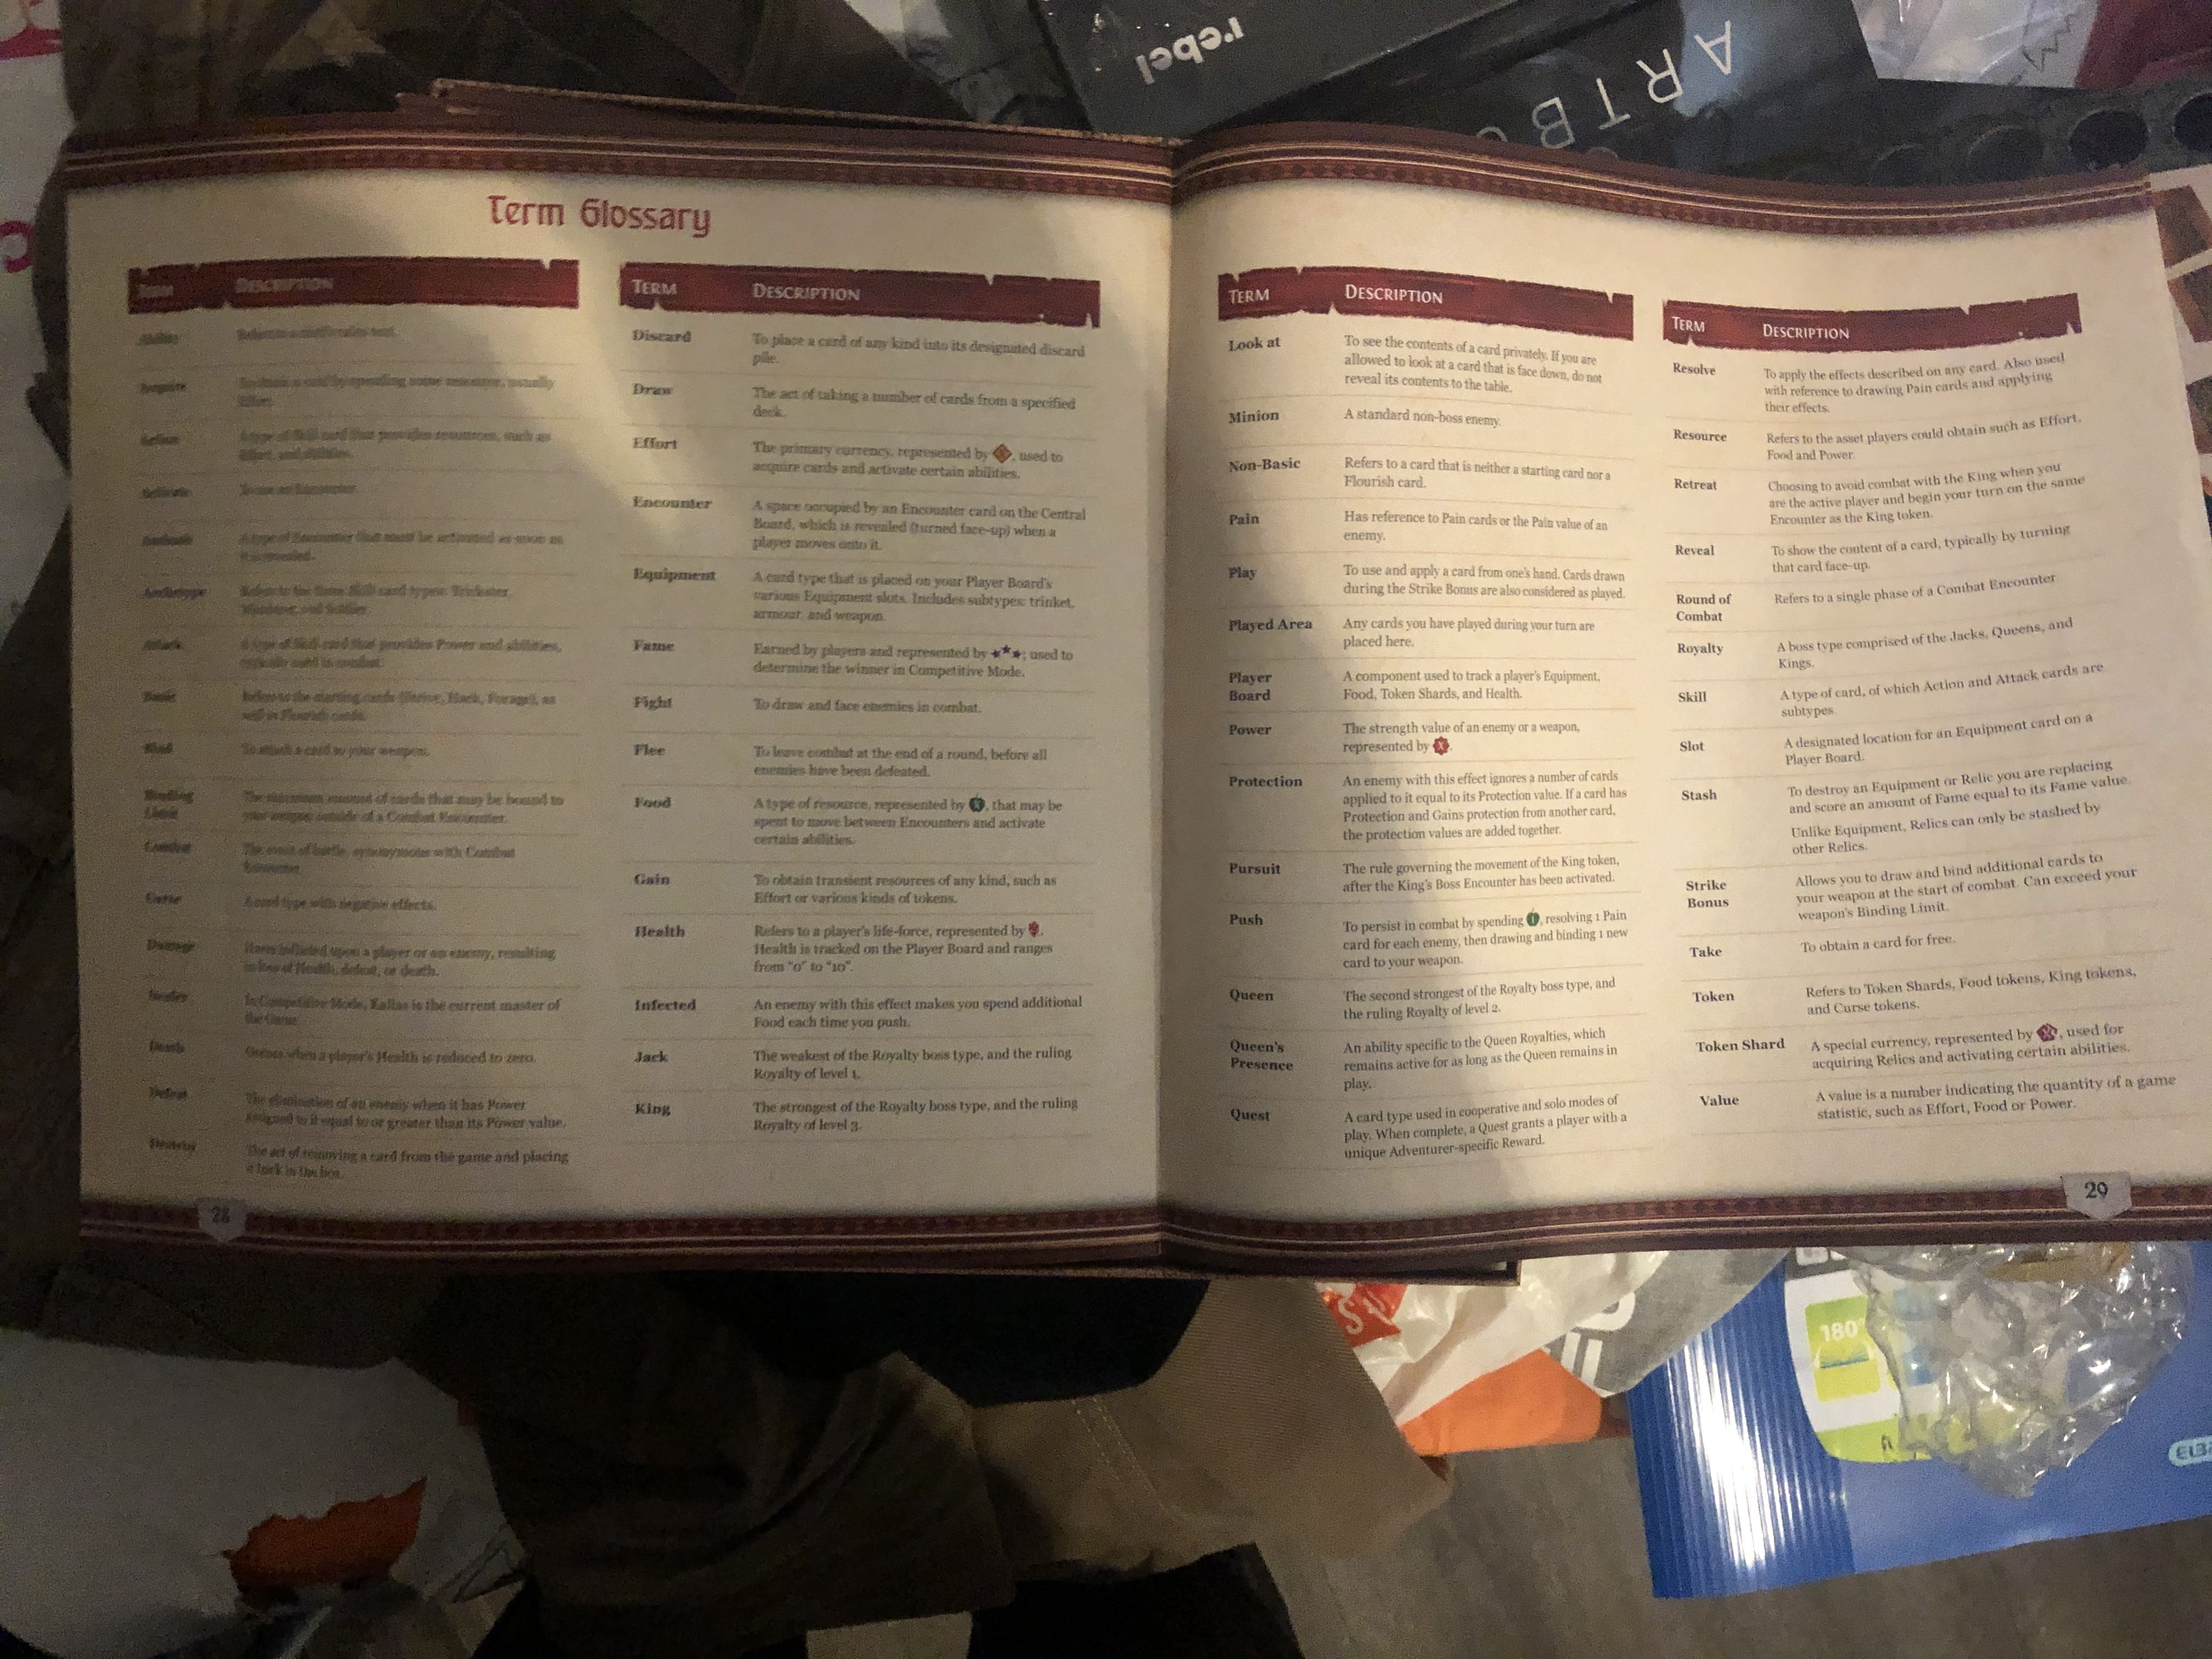 rebel
ARTB
Term Glossary
TERM DESCRIPTION
Ability Refers to a card's rules text.
Acquire To obtain a card by spending some resource, usually
Effort.
Action A type of Skill card that provides resources, such as
Effort, and abilities.
Activate To use an Encounter.
Ambush A type of Encounter that must be activated as soon as
it is revealed.
Archetype Refers to the three Skill card types: Trickster,
and Soldier.
Attack A type of Skill card that provides Power and abilities,
typically used in combat.
Basic Refers to the starting cards (Strive, Hack, Forage), as
well as Flourish cards.
Bind To attach a card to your weapon.
Binding The maximum amount of cards that may be bound to
Limit your weapon outside of a Combat Encounter.
Combat The event of battle, synonymous with Combat
Encounter.
Curse A card type with negative effects.
Damage Harm inflicted upon a player or an enemy, resulting
in loss of Health, defeat, or death.
Dealer In Competitive Mode, Kallas is the current master of
the Game.
Death Occurs when a player's Health is reduced to zero.
Defeat The elimination of an enemy when it has Power
assigned to it equal to or greater than its Power value.
Destroy The act of removing a card from the game and placing
it back in the box.
28
TERM DESCRIPTION
Discard To place a card of any kind into its designated discard
pile.
Draw The act of taking a number of cards from a specified
deck.
Effort The primary currency, represented by , used to
acquire cards and activate certain abilities.
Encounter A space occupied by an Encounter card on the Central
Board, which is revealed (turned face-up) when a
player moves onto it.
Equipment A card type that is placed on your Player Board's
various Equipment slots. Includes subtypes: trinket,
armour, and weapon.
Fame Earned by players and represented by ★★★; used to
determine the winner in Competitive Mode.
Fight To draw and face enemies in combat.
Flee To leave combat at the end of a round, before all
enemies have been defeated.
Food A type of resource, represented by , that may be
spent to move between Encounters and activate
certain abilities.
Gain To obtain transient resources of any kind, such as
Effort or various kinds of tokens.
Health Refers to a player's life-force, represented by .
Health is tracked on the Player Board and ranges
from "0" to "10".
Infected An enemy with this effect makes you spend additional
Food each time you push.
Jack The weakest of the Royalty boss type, and the ruling
Royalty of level 1.
King The strongest of the Royalty boss type, and the ruling
Royalty of level 3.
TERM DESCRIPTION
Look at To see the contents of a card privately. If you are
allowed to look at a card that is face down, do not
reveal its contents to the table.
Minion A standard non-boss enemy.
Non-Basic Refers to a card that is neither a starting card nor a
Flourish card.
Pain Has reference to Pain cards or the Pain value of an
enemy.
Play To use and apply a card from one's hand. Cards drawn
during the Strike Bonus are also considered as played.
Played Area Any cards you have played during your turn are
placed here.
Player A component used to track a player's Equipment,
Board Food, Token Shards, and Health.
Power The strength value of an enemy or a weapon,
represented by X.
Protection An enemy with this effect ignores a number of cards
applied to it equal to its Protection value. If a card has
Protection and Gains protection from another card,
the protection values are added together.
Pursuit The rule governing the movement of the King token,
after the King's Boss Encounter has been activated.
Push To persist in combat by spending 1, resolving 1 Pain
card for each enemy, then drawing and binding 1 new
card to your weapon.
Queen The second strongest of the Royalty boss type, and
the ruling Royalty of level 2.
Queen's An ability specific to the Queen Royalties, which
Presence remains active for as long as the Queen remains in
play.
Quest A card type used in cooperative and solo modes of
play. When complete, a Quest grants a player with a
unique Adventurer-specific Reward.
TERM DESCRIPTION
Resolve To apply the effects described on any card. Also used
with reference to drawing Pain cards and applying
their effects.
Resource Refers to the asset players could obtain such as Effort,
Food and Power.
Retreat Choosing to avoid combat with the King when you
are the active player and begin your turn on the same
Encounter as the King token.
Reveal To show the content of a card, typically by turning
that card face-up.
Round of Refers to a single phase of a Combat Encounter
Combat
Royalty A boss type comprised of the Jacks, Queens, and
Kings.
Skill A type of card, of which Action and Attack cards are
subtypes.
Slot A designated location for an Equipment card on a
Player Board.
Stash To destroy an Equipment or Relic you are replacing
and score an amount of Fame equal to its Fame value.
Unlike Equipment, Relics can only be stashed by
other Relics.
Strike Allows you to draw and bind additional cards to
Bonus your weapon at the start of combat. Can exceed your
weapon's Binding Limit.
Take To obtain a card for free.
Token Refers to Token Shards, Food tokens, King tokens,
and Curse tokens.
Token Shard A special currency, represented by X, used for
acquiring Relics and activating certain abilities.
Value A value is a number indicating the quantity of a game
statistic, such as Effort, Food or Power.
29
180°